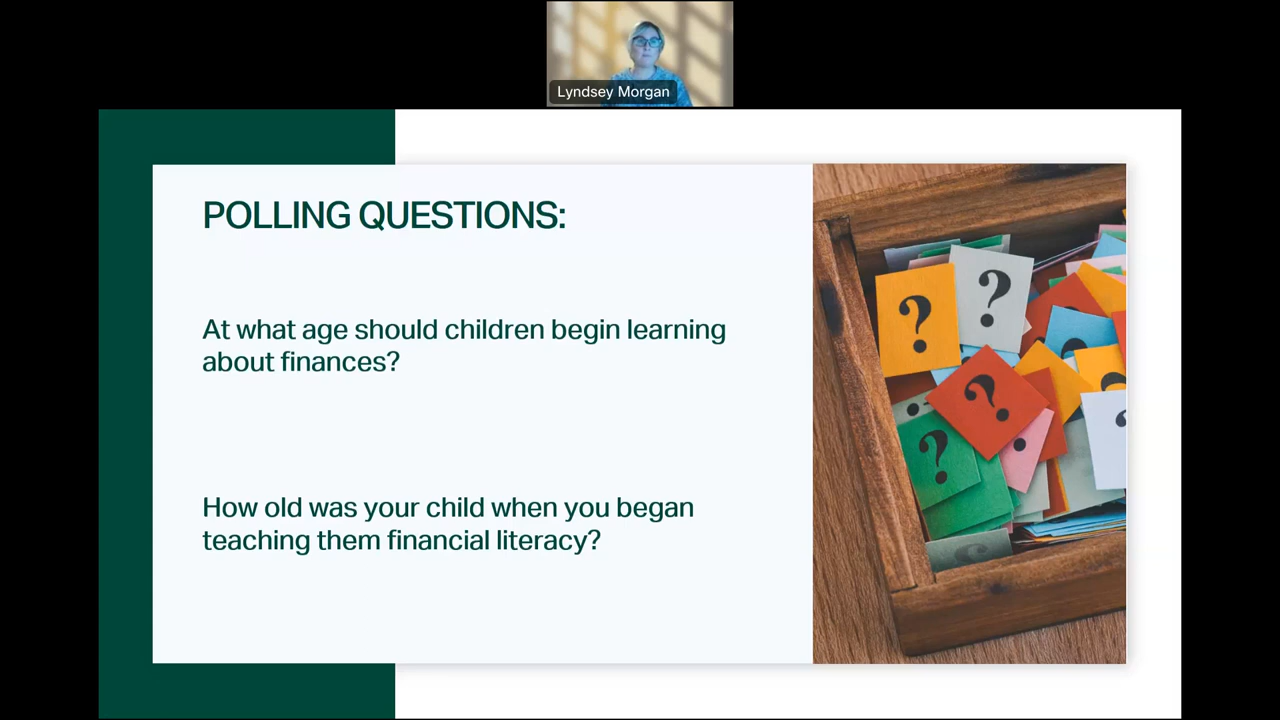 Lyndsey Morgan
POLLING QUESTIONS:
At what age should children begin learning
about finances?
How old was your child when you began
teaching them financial literacy?
?
?
?
?